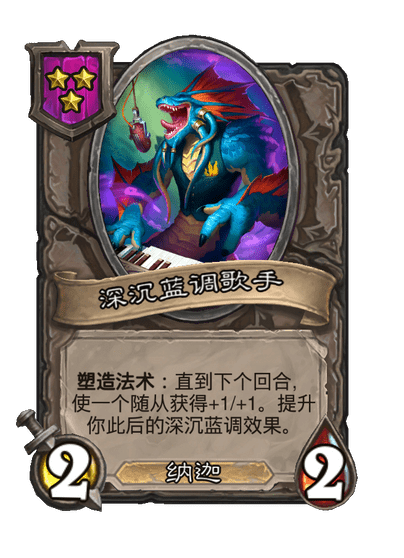 深沉蓝调歌手
塑造法术：直到下个回合，
使一个随从获得+1/+1。提升
你此后的深沉蓝调效果。
2
纳迦
2